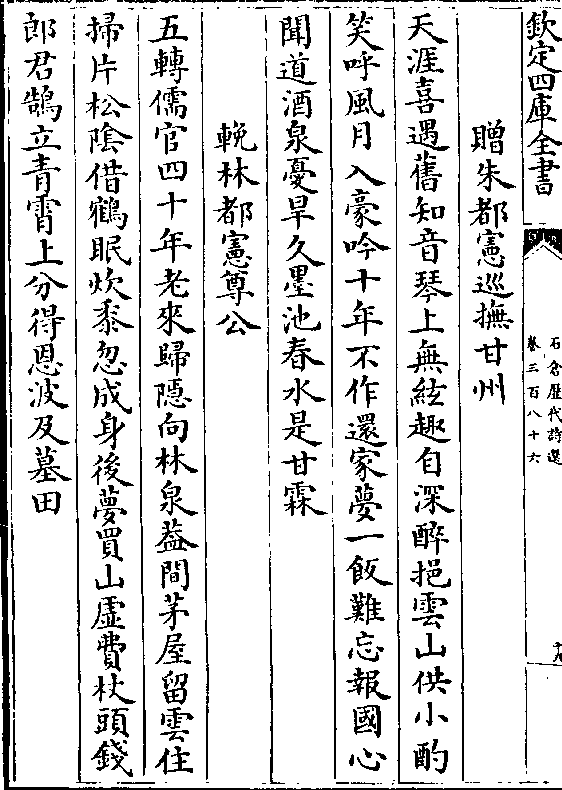 欽定四庫全書
石倉歷代詩選
卷三百八十六
贈朱都憲巡撫甘州
天涯喜遇舊知音琴上無絃趣自深醉挹雲山供小酌
笑呼風月入豪吟十年不作還家夢一飯難忘報國心
聞道酒泉憂旱久墨池春水是甘霖
輓林都憲尊公
五轉儒官四十年老來歸隱向林泉葢間茅屋留雲住
掃片松陰借鶴眠炊黍忽成身後夢買山虛費杖頭錢
郎君鵠立青霄上分得恩波及墓田